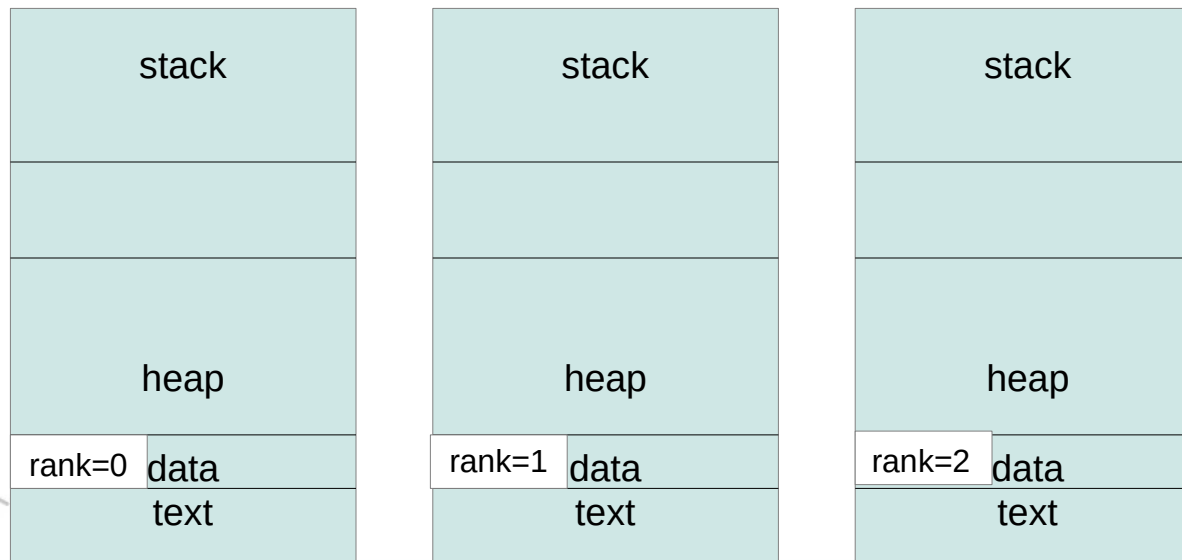 stack
heap
rank=0 data
text
stack
heap
rank=1 data
text
stack
heap
rank=2 data
text